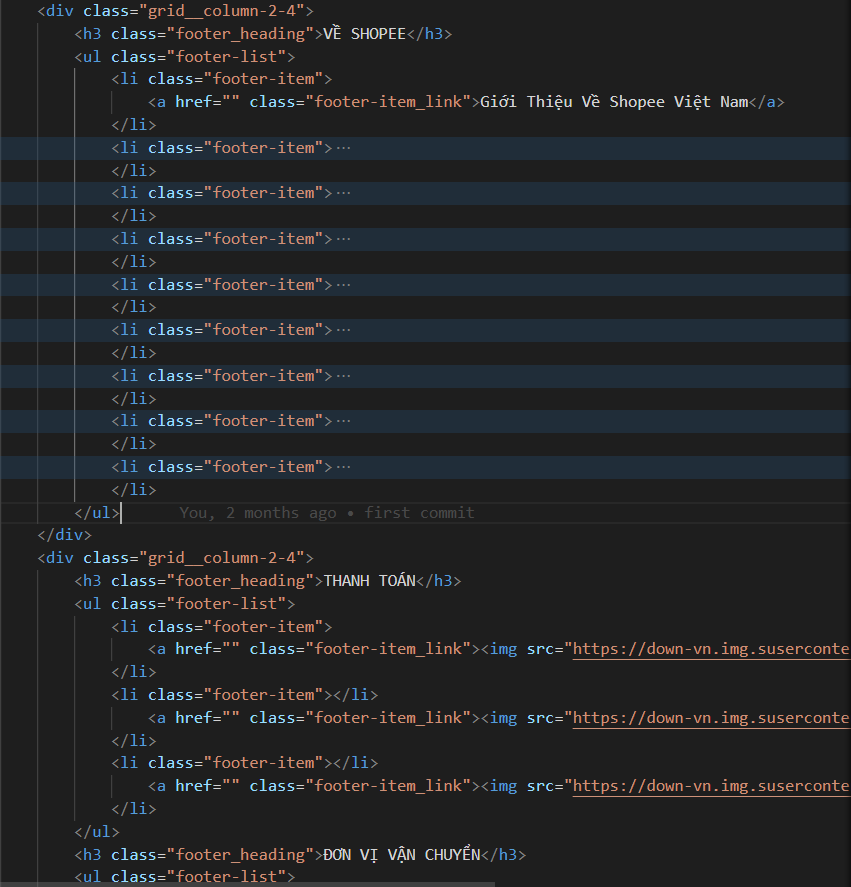 <div class="grid__column-2-4">
<h3 class="footer_heading">VỀ SHOPEE</h3>
<ul class="footer-list">
<li class="footer-item">
<a href="" class="footer-item_link">Giới Thiệu Về Shopee Việt Nam</a>
</li>
<li class="footer-item">···
</li>
<li class="footer-item">···
</li>
<li class="footer-item">···
</li>
<li class="footer-item">···
</li>
<li class="footer-item">···
</li>
<li class="footer-item">···
</li>
<li class="footer-item">···
</li>
<li class="footer-item">···
</li>
</ul> You, 2 months ago • first commit
</div>
<div class="grid__column-2-4">
<h3 class="footer_heading">THANH TOÁN</h3>
<ul class="footer-list">
<li class="footer-item">
<a href="" class="footer-item_link"><img src="https://down-vn.img.suserconte
</li>
<li class="footer-item"></li>
<a href="" class="footer-item_link"><img src="https://down-vn.img.suserconte
</li>
<li class="footer-item"></li>
<a href="" class="footer-item_link"><img src="https://down-vn.img.suserconte
</li>
</ul>
<h3 class="footer_heading">ĐƠN VỊ VẬN CHUYỂN</h3>
<ul class="footer-list">